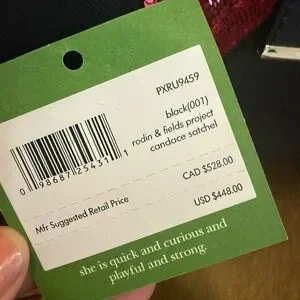 PXRU9459
black(001)
rodin & fields project
candace satchel
0 98687 25431 1
Mfr Suggested Retail Price
CAD $528.00
USD $448.00
she is quick and curious and
playful and strong.